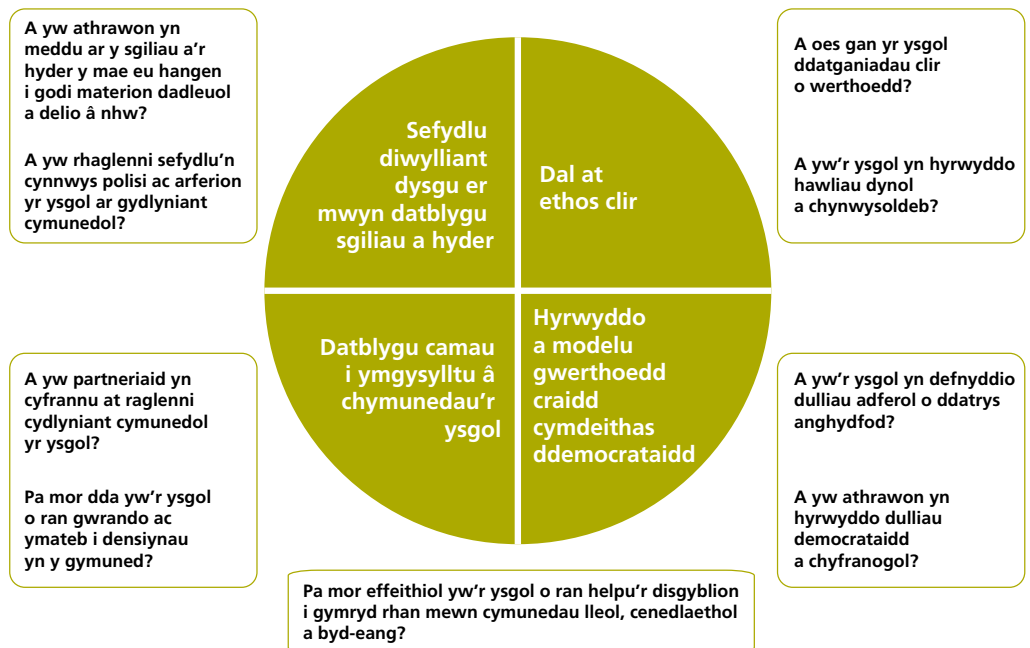 A yw athrawon yn
meddu ar y sgiliau a'r
hyder y mae eu hangen
i godi materion dadleuol
a delio â nhw?
A yw rhaglenni sefydlu'n
cynnwys polisi ac arferion
yr ysgol ar gydlyniant
cymunedol?
Sefydlu
diwylliant
dysgu er
mwyn datblygu
sgiliau a hyder
Dal at
ethos clir
A oes gan yr ysgol
ddatganiadau clir
o werthoedd?
A yw'r ysgol yn hyrwyddo
hawliau dynol
a chynwysoldeb?
A yw partneriaid yn
cyfrannu at raglenni
cydlyniant cymunedol
yr ysgol?
Pa mor dda yw'r ysgol
o ran gwrando ac
ymateb i densiynau
yn y gymuned?
Datblygu camau
i ymgysylltu â
chymunedau'r
ysgol
Hyrwyddo
a modelu
gwerthoedd
craidd
cymdeithas
ddemocrataidd
A yw'r ysgol yn defnyddio
dulliau adferol o ddatrys
anghydfod?
A yw athrawon yn
hyrwyddo dulliau
democrataidd
a chyfranogol?
Pa mor effeithiol yw'r ysgol o ran helpu'r disgyblion
i gymryd rhan mewn cymunedau lleol, cenedlaethol
a byd-eang?